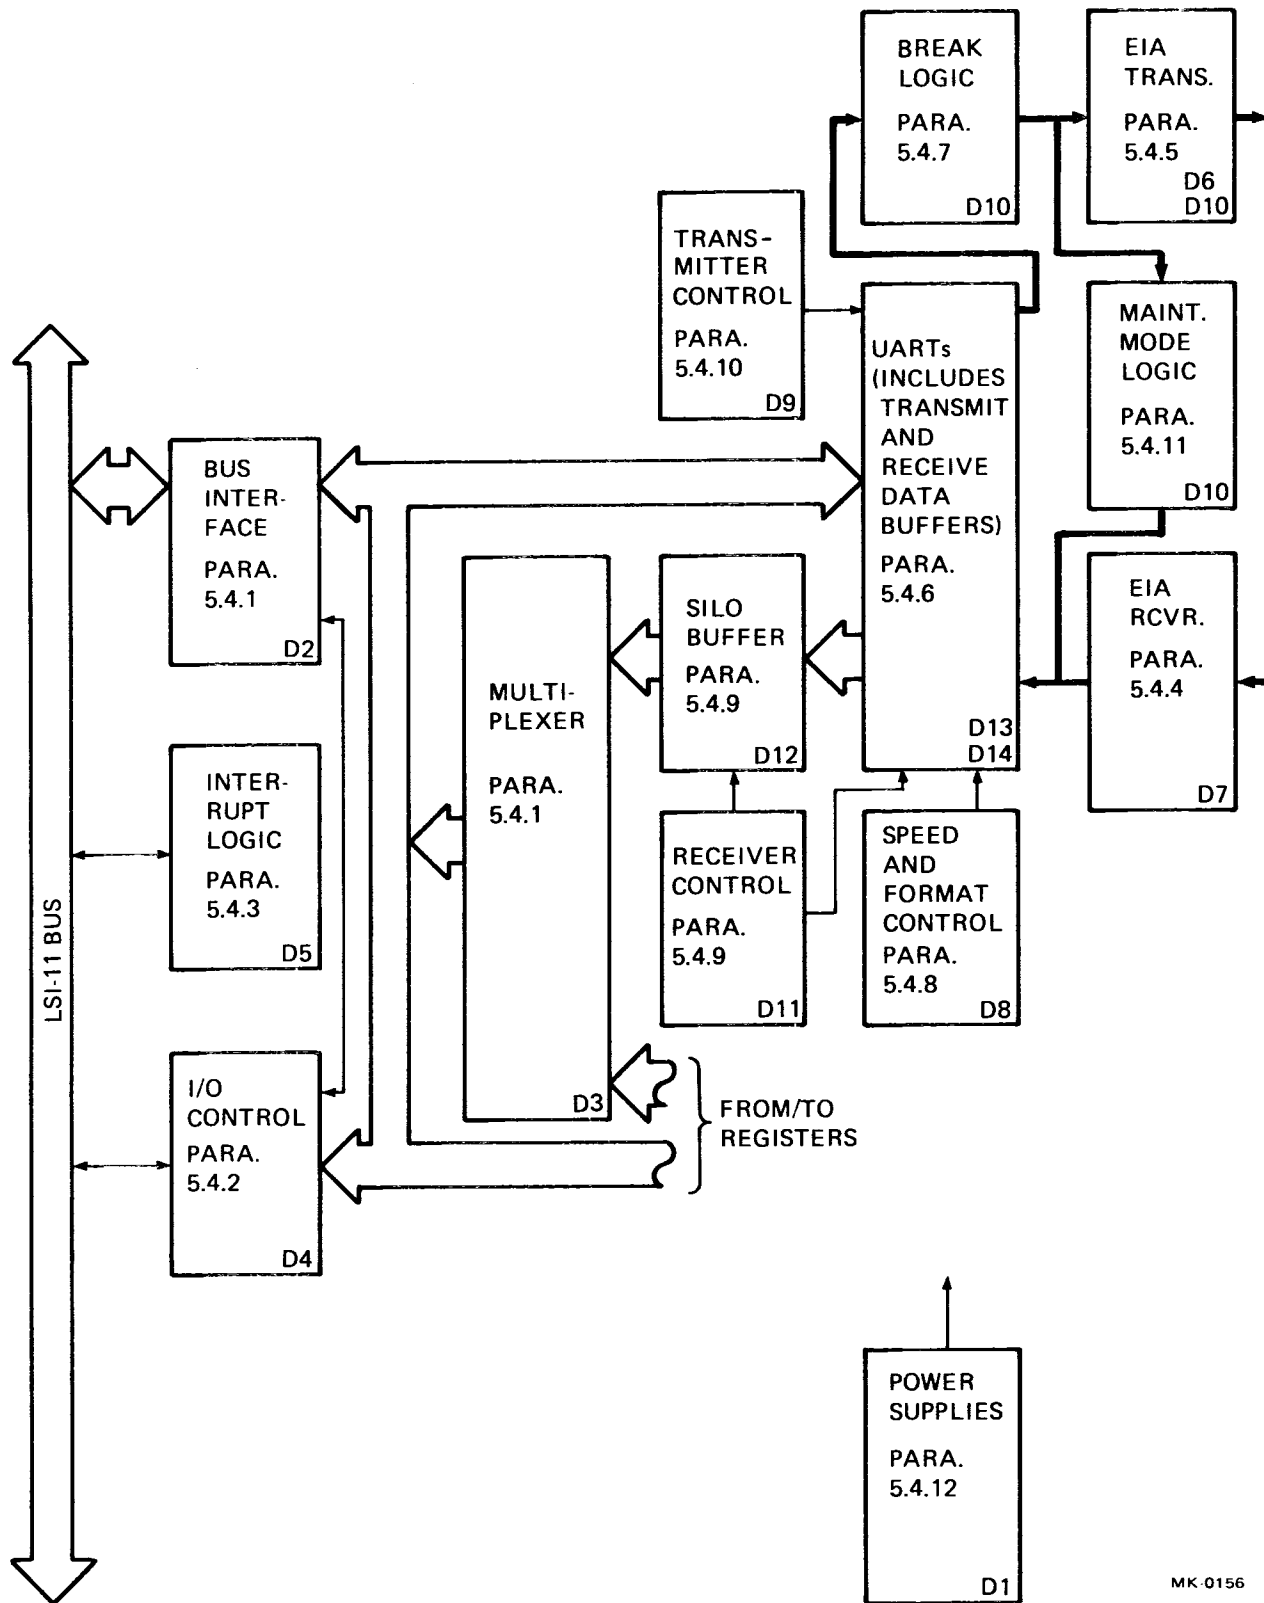 BREAK
LOGIC
PARA.
5.4.7
D10
EIA
TRANS.
PARA.
5.4.5
D6
D10
TRANS-
MITTER
CONTROL
PARA.
5.4.10
D9
UARTs
(INCLUDES
TRANSMIT
AND
RECEIVE
DATA
BUFFERS)
PARA.
5.4.6
D13
D14
MAINT.
MODE
LOGIC
PARA.
5.4.11
D10
BUS
INTER-
FACE
PARA.
5.4.1
D2
MULTI-
PLEXER
PARA.
5.4.1
D3
SILO
BUFFER
PARA.
5.4.9
D12
EIA
RCVR.
PARA.
5.4.4
D7
LSI-11 BUS
INTER-
RUPT
LOGIC
PARA.
5.4.3
D5
RECEIVER
CONTROL
PARA.
5.4.9
D11
SPEED
AND
FORMAT
CONTROL
PARA.
5.4.8
D8
I/O
CONTROL
PARA.
5.4.2
D4
FROM/TO
REGISTERS
POWER
SUPPLIES
PARA.
5.4.12
D1
MK-0156